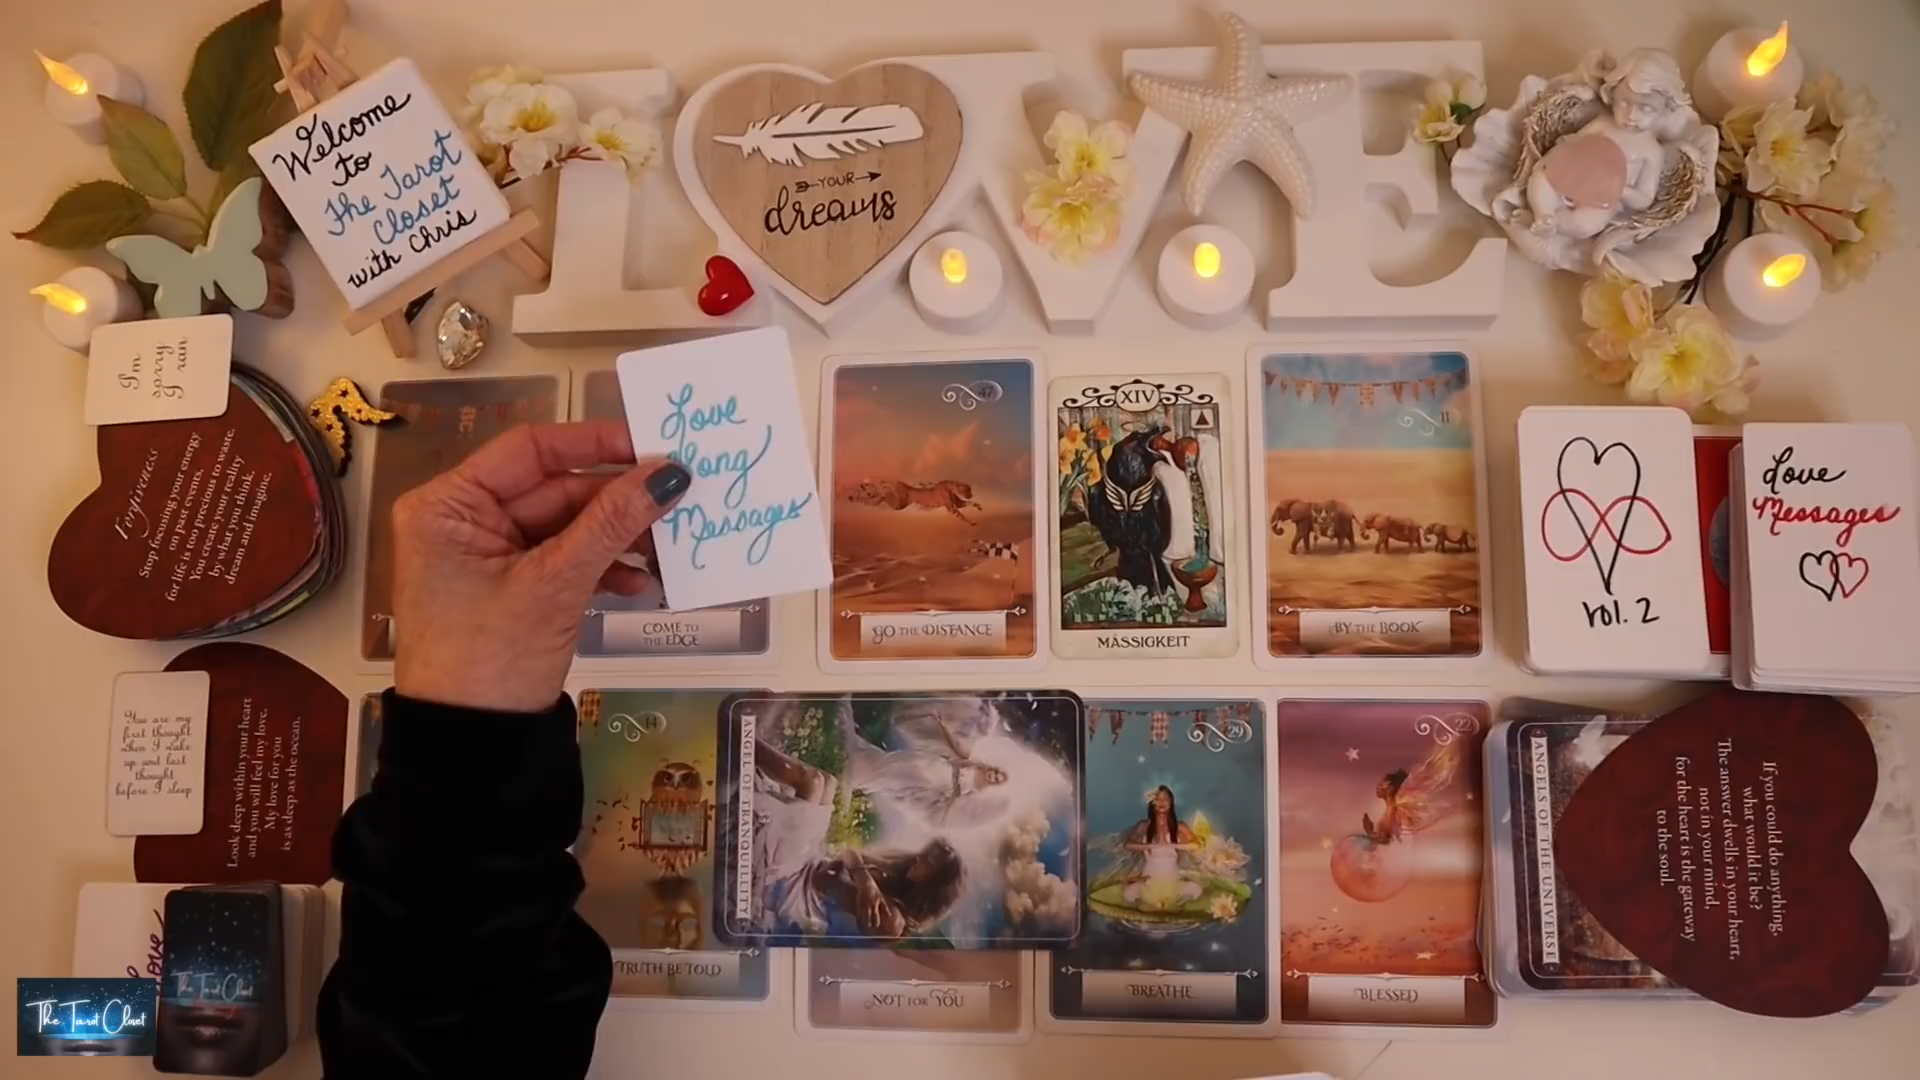 Welcome
to
The Tarot
Closet
with Chris
YOUR
dreams
I'm
sorry
I ran
Forgiveness
Stop focusing your energy
on past events,
for life is too precious to waste.
You create your reality
by what you think,
dream and imagine.
Love
Song
Messages
COME TO
THE EDGE
47
GO THE DISTANCE
XIV
MÄSSIGKEIT
11
BY THE BOOK
vol. 2
Love
Messages
You are my
first thought
when I wake
up and last
thought
before I sleep
Look deep within your heart
and you will feel my love.
My love for you
is as deep as the ocean.
14
TRUTH BE TOLD
ANGEL OF TRANQUILLITY
NOT FOR YOU
29
BREATHE
22
BLESSED
ANGELS OF THE UNIVERSE
If you could do anything,
what would it be?
The answer dwells in your heart,
not in your mind,
for the heart is the gateway
to the soul.
Love
The Tarot Closet
The Tarot Closet